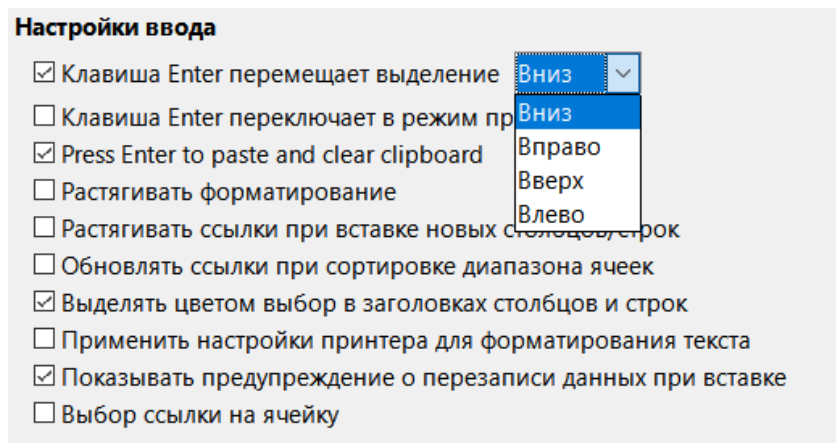 Настройки ввода
Клавиша Enter перемещает выделение Вниз
Клавиша Enter переключает в режим
Вниз
Press Enter to paste and clear clipboard
Вправо
Растягивать форматирование
Вверх
Растягивать ссылки при вставке новых
Влево
Обновлять ссылки при сортировке диапазона ячеек
Выделять цветом выбор в заголовках столбцов и строк
Применить настройки принтера для форматирования текста
Показывать предупреждение о перезаписи данных при вставке
Выбор ссылки на ячейку